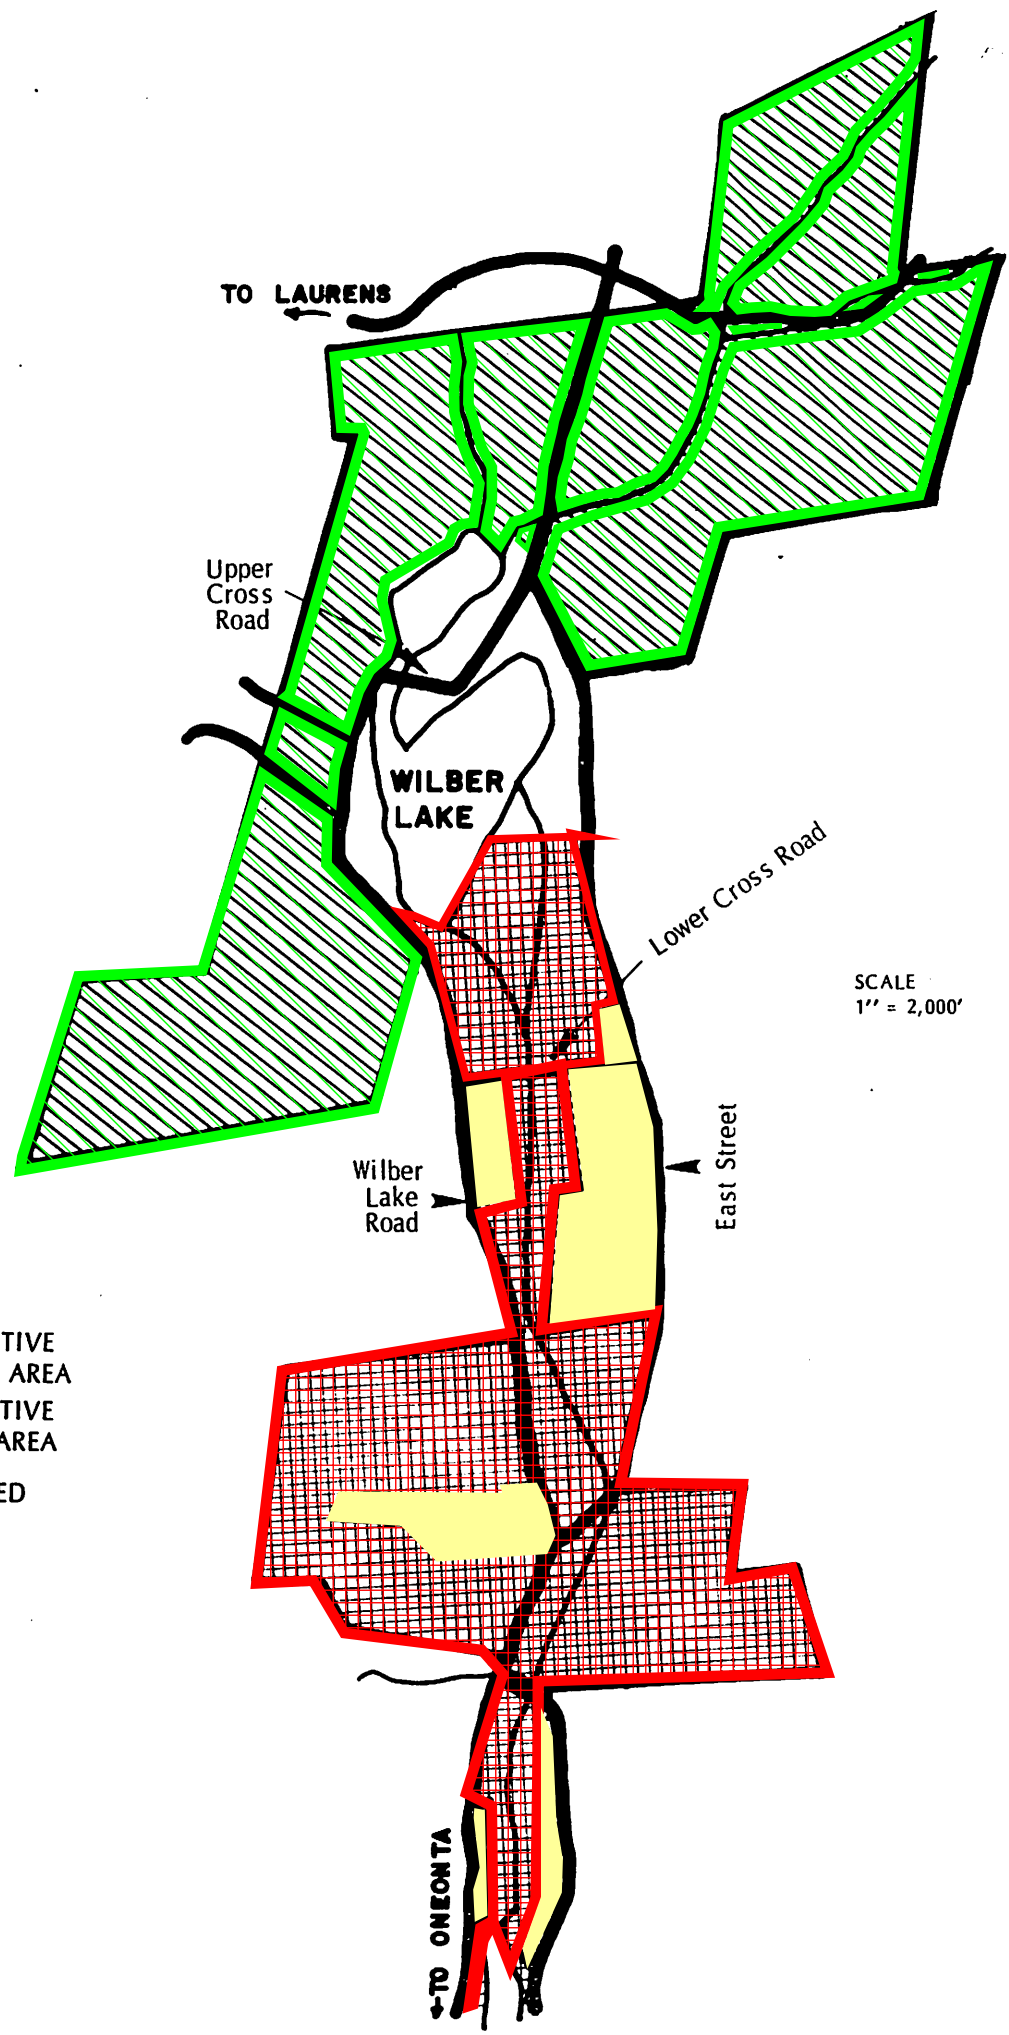 TO LAURENS
Upper
Cross
Road
WILBER
LAKE
Lower Cross Road
SCALE
1" = 2,000'
East Street
Wilber
Lake
Road
TIVE
AREA
TIVE
AREA
ED
TO ONEONTA